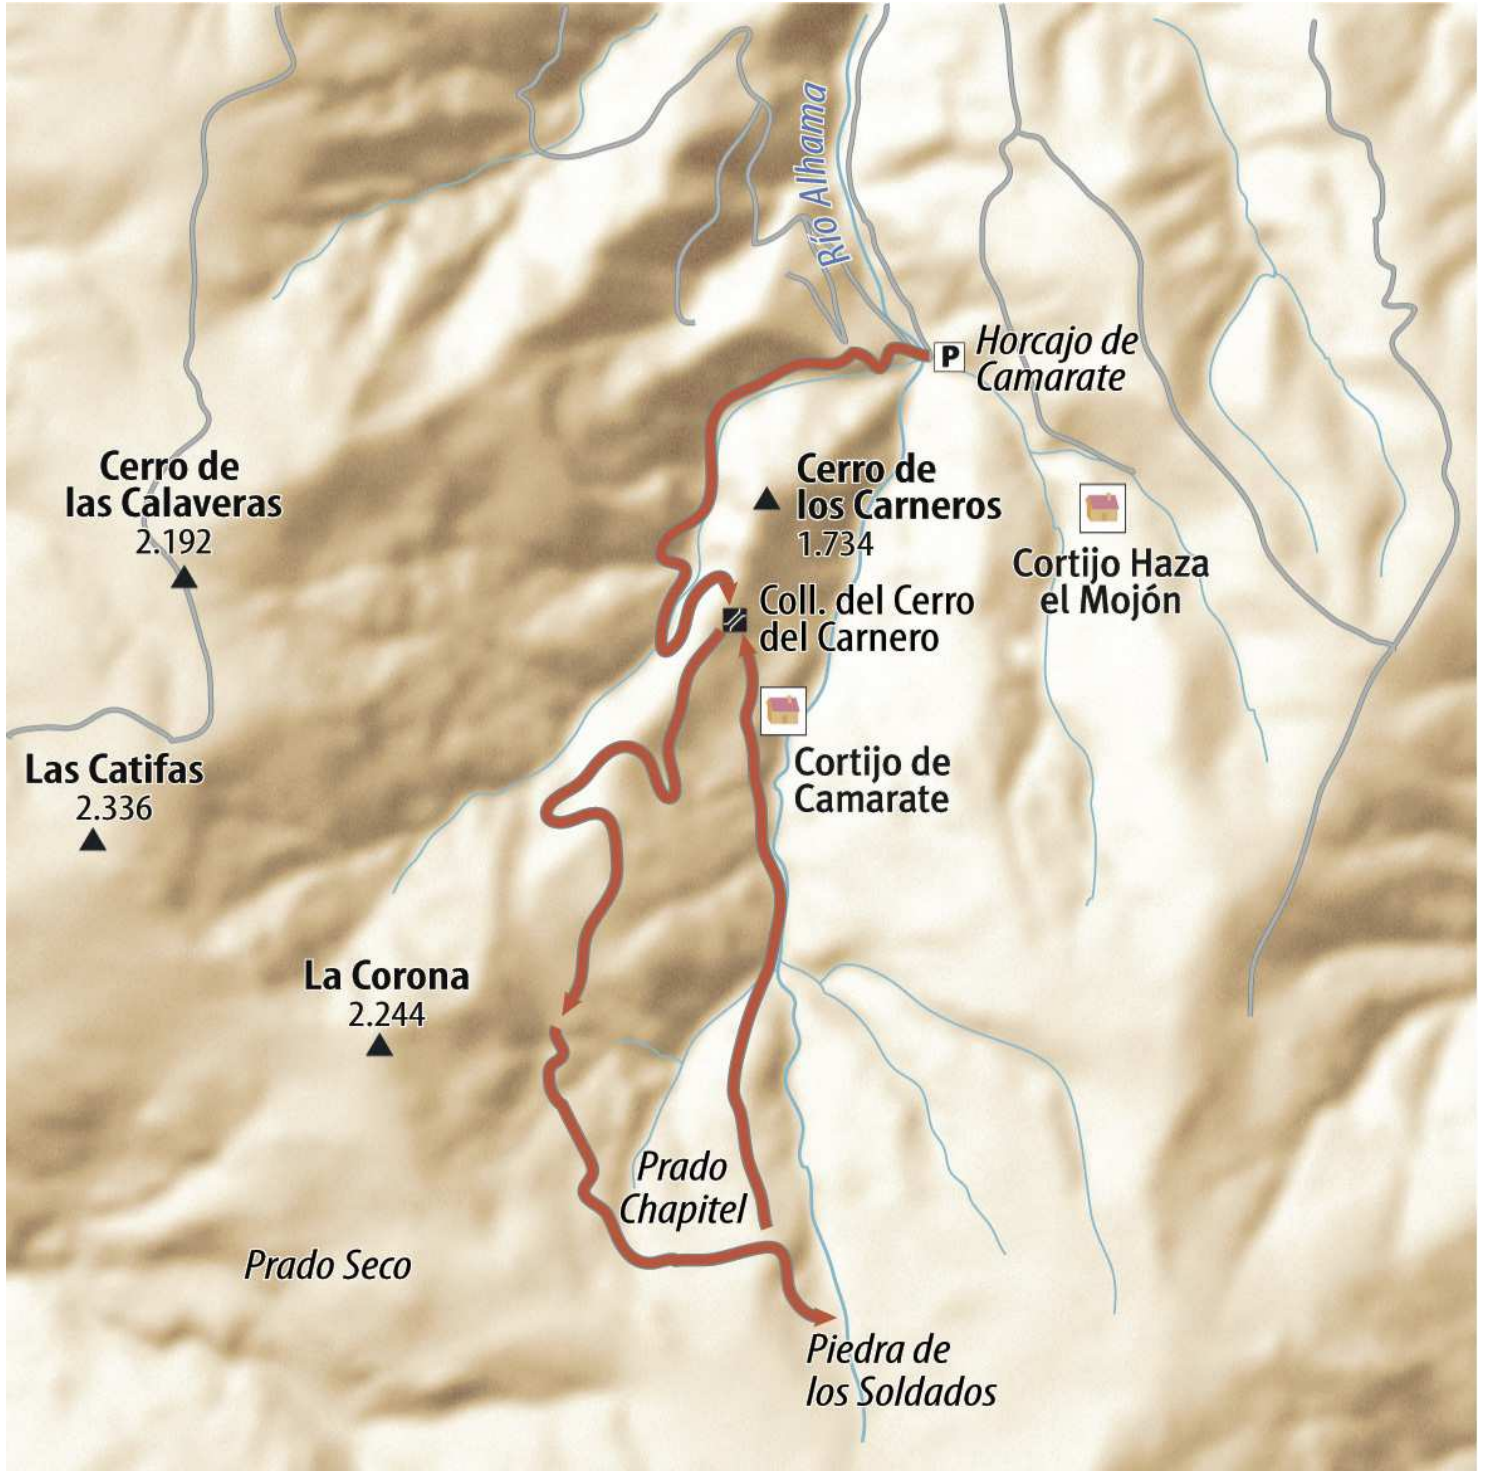 Río Alhama
P
Horcajo de
Camarate
Cerro de
las Calaveras
2.192
Cerro de
los Carneros
1.734
Cortijo Haza
el Mojón
Coll. del Cerro
del Carnero
Las Catifas
2.336
Cortijo de
Camarate
La Corona
2.244
Prado
Chapitel
Prado Seco
Piedra de
los Soldados